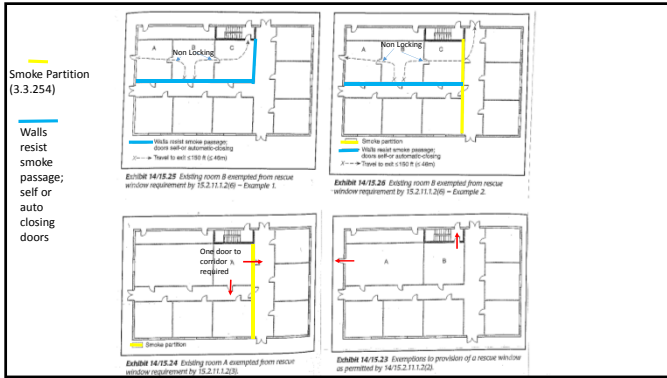 Smoke Partition
(3.3.254)
Walls
resist
smoke
passage;
self or
auto
closing
doors
A
B
C
Non Locking
Walls resist smoke passage;
doors self-or automatic-closing
X---➔ Travel to exit ≤150 ft (≤ 46m)
Exhibit 14/15.25 Existing room B exempted from rescue
window requirement by 15.2.11.1.2(6) – Example 1.
A
B
C
Non Locking
Smoke partition
Walls resist smoke passage;
doors self-or automatic-closing
X---➔ Travel to exit ≤150 ft (≤ 46m)
Exhibit 14/15.26 Existing room B exempted from rescue
window requirement by 15.2.11.1.2(6) – Example 2.
One door to
A
corridor
required
Smoke partition
Exhibit 14/15.24 Existing room A exempted from rescue
window requirement by 15.2.11.1.2(3).
A
B
Exhibit 14/15.23 Exemptions to provision of a rescue window
as permitted by 14/15.2.11.1.2(2).